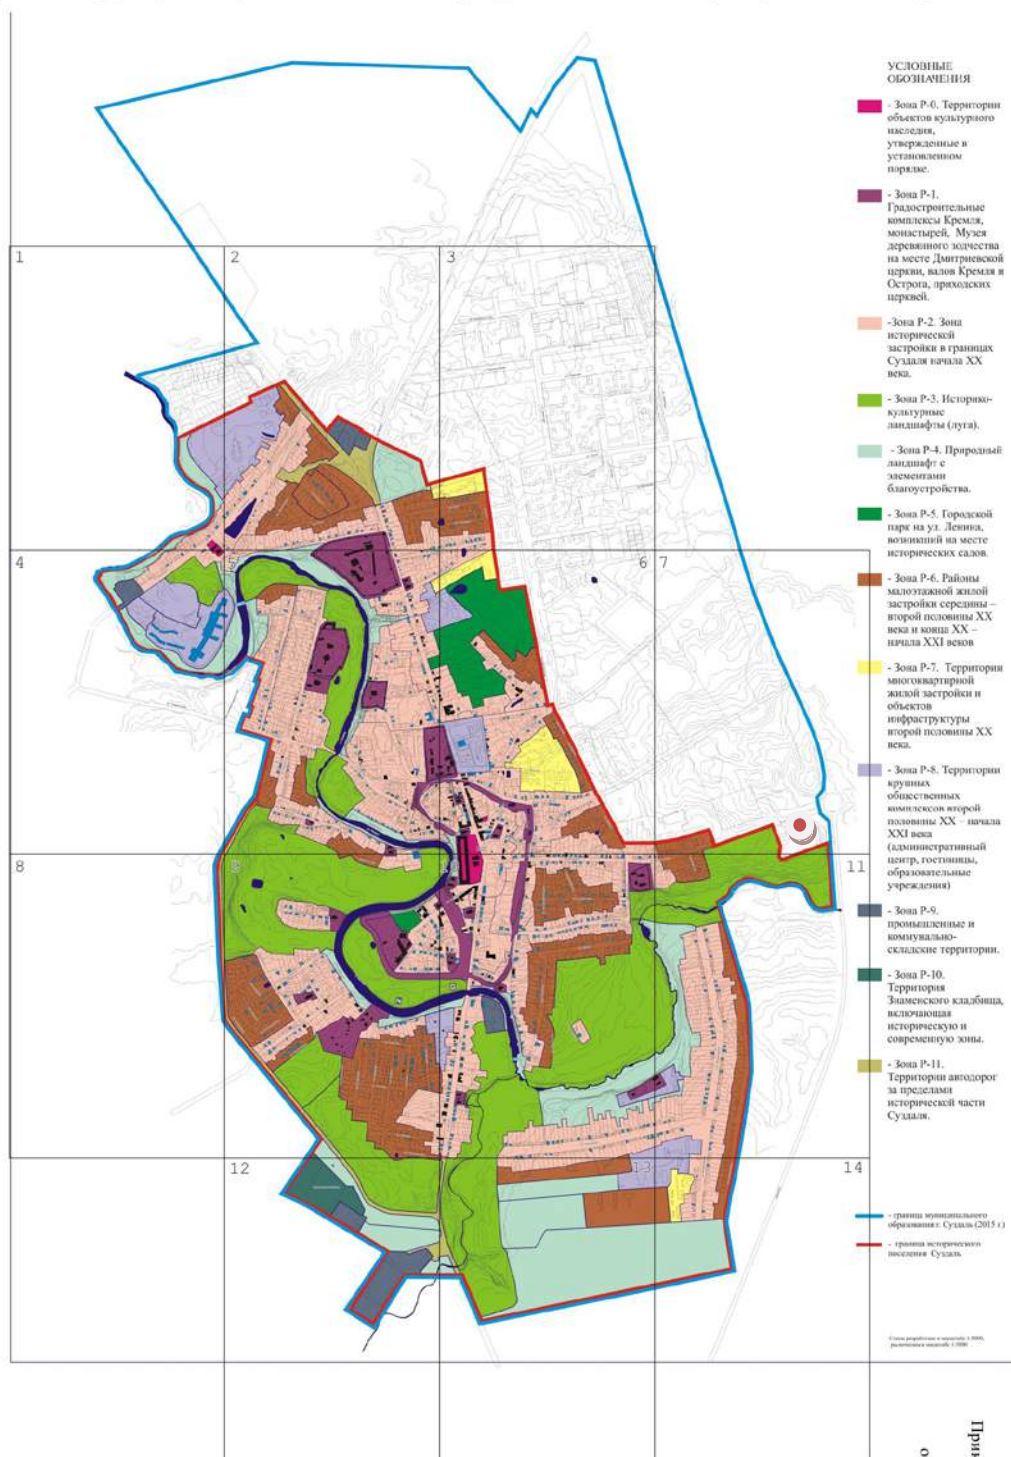 УСЛОВНЫЕ
ОБОЗНАЧЕНИЯ
- Зона Р-0. Территории
объектов культурного
наследия,
утвержденные в
установленном
порядке.
- Зона Р-1.
Градостроительные
комплексы Кремля,
монастырей, Музея
деревянного зодчества
на месте Дмитриевской
церкви, валов Кремля и
Острога, приходских
церквей.
-Зона Р-2. Зона
исторической
застройки в границах
Суздаля начала XX
века.
- Зона Р-3. Историко-
культурные
ландшафты (луга).
- Зона Р-4. Природный
ландшафт с
элементами
благоустройства.
- Зона Р-5. Городской
парк на ул. Ленина,
возникший на месте
исторических садов.
- Зона Р-6. Районы
малоэтажной жилой
застройки середины –
второй половины XX
века и конца XX –
начала XXI веков
- Зона Р-7. Территории
многоквартирной
жилой застройки и
объектов
инфраструктуры
второй половины XX
века.
- Зона Р-8. Территории
крупных
общественных
комплексов второй
половины XX - начала
XXI века
(административный
центр, гостиницы,
образовательные
учреждения)
- Зона Р-9.
промышленные и
коммунально-
складские территории.
- Зона Р-10.
Территория
Знаменского кладбища,
включающая
историческую и
современную зоны.
- Зона Р-11.
Территории автодорог
за пределами
исторической части
Суздаля.
- граница муниципального
образования г. Суздаль (2015 г.)
- граница исторического
поселения Суздаль
1
2
3
4
5
6
7
8
9
11
12
13
14